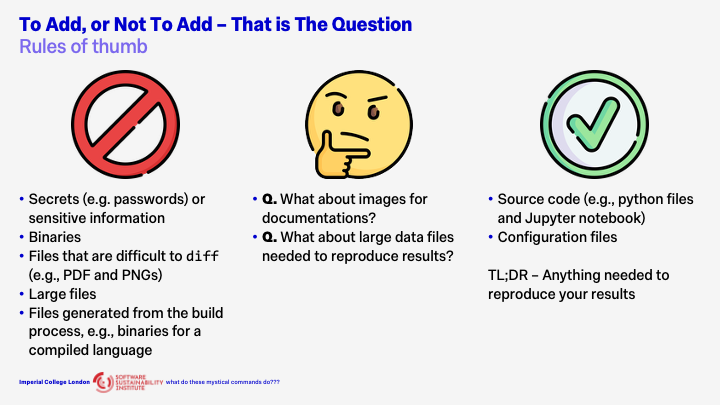 To Add, or Not To Add – That is The Question
Rules of thumb
• Secrets (e.g. passwords) or
sensitive information
• Binaries
• Files that are difficult to diff
(e.g., PDF and PNGs)
• Large files
• Files generated from the build
process, e.g., binaries for a
compiled language
• Q. What about images for
documentations?
• Q. What about large data files
needed to reproduce results?
• Source code (e.g., python files
and Jupyter notebook)
• Configuration files
TL;DR – Anything needed to
reproduce your results
Imperial College London
SOFTWARE
SUSTAINABILITY
INSTITUTE
what do these mystical commands do???